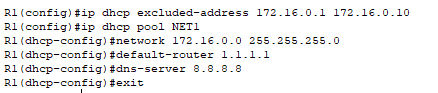 R1(config)#ip dhcp excluded-address 172.16.0.1 172.16.0.10
R1(config)#ip dhcp pool NET1
R1(dhcp-config)#network 172.16.0.0 255.255.255.0
R1(dhcp-config)#default-router 1.1.1.1
R1(dhcp-config)#dns-server 8.8.8.8
R1(dhcp-config)#exit